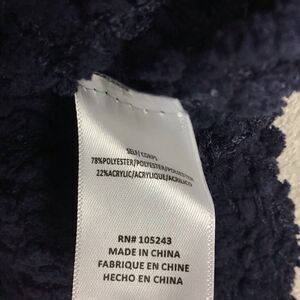 SELF/ CORPS
78%POLYESTER/POLYESTER/POLIESTER
22%ACRYLIC/ACRYLIQUE/ACRILICO
RN# 105243
MADE IN CHINA
FABRIQUE EN CHINE
HECHO EN CHINA